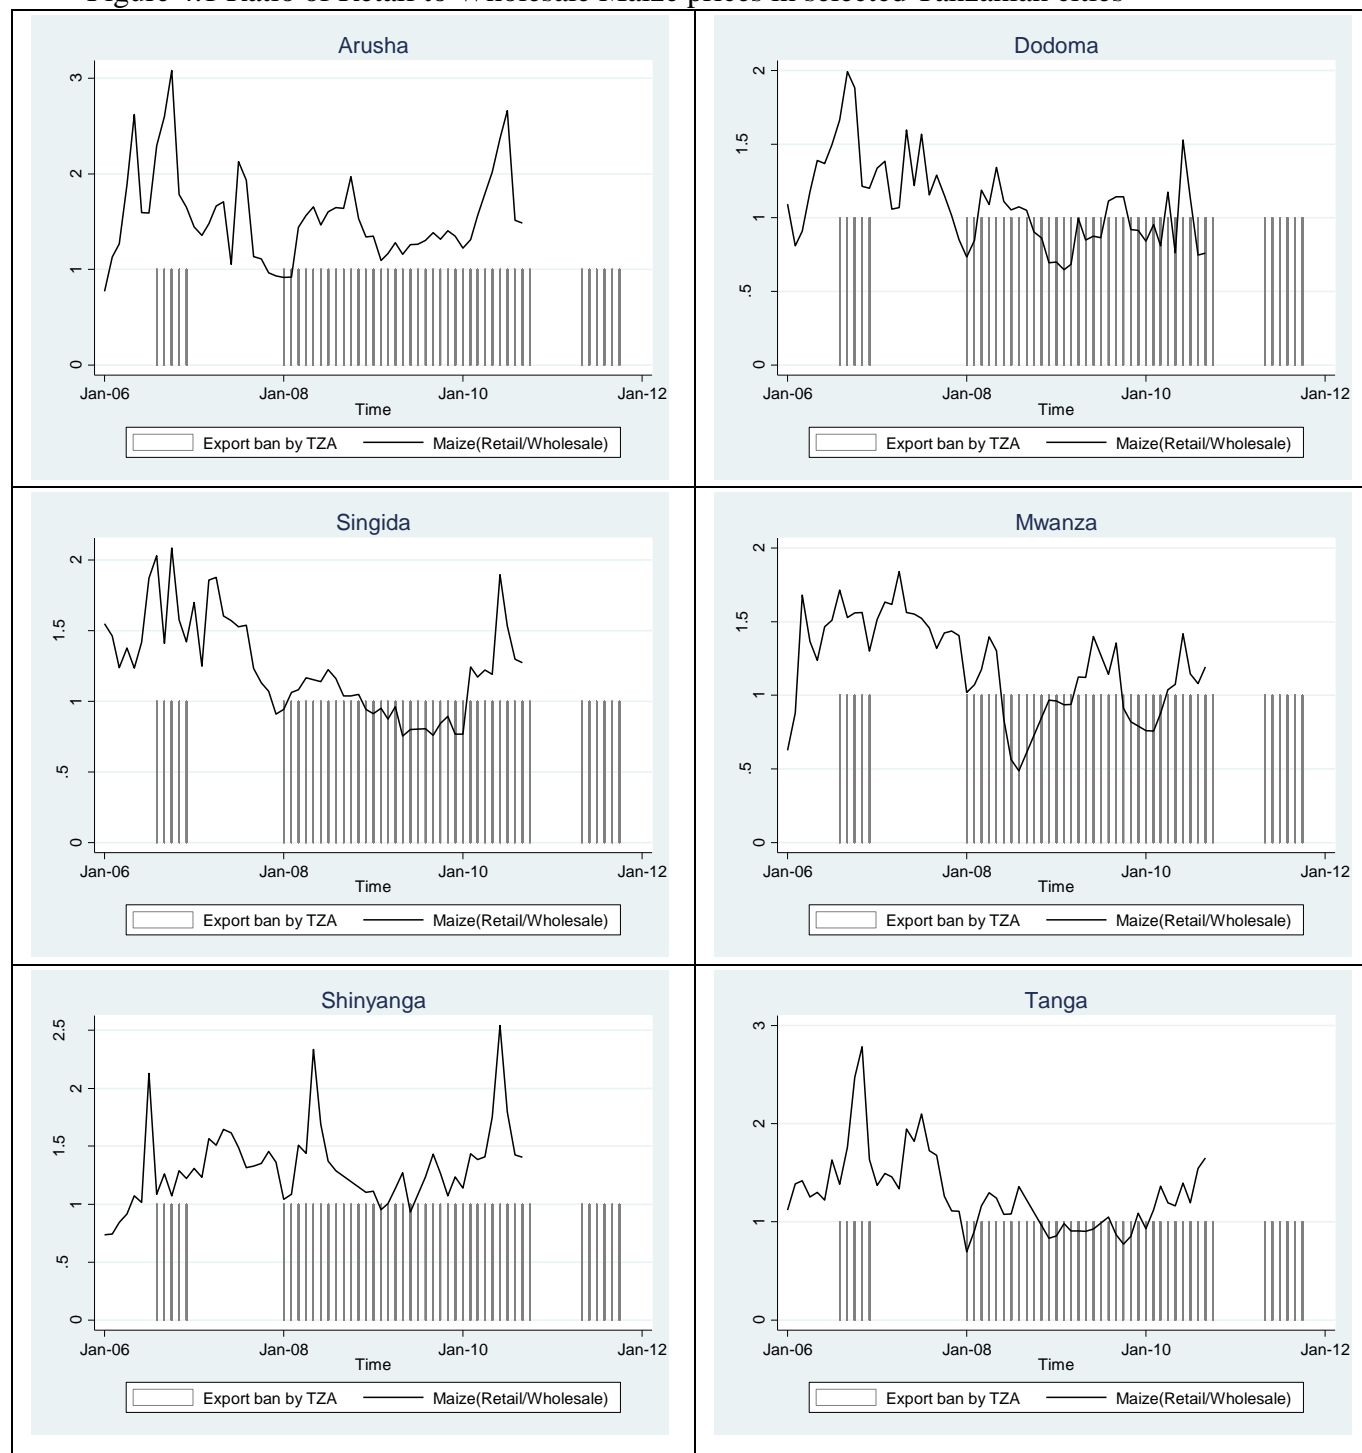 Figure 4.1 Ratio of Retail to Wholesale Maize prices in selected Tanzanian cities
Arusha
3
2
1
0
Jan-06 Jan-08 Jan-10 Jan-12
Time
Export ban by TZA Maize(Retail/Wholesale)
Dodoma
2
1.5
1
.5
0
Jan-06 Jan-08 Jan-10 Jan-12
Time
Export ban by TZA Maize(Retail/Wholesale)
Singida
2
1.5
1
.5
0
Jan-06 Jan-08 Jan-10 Jan-12
Time
Export ban by TZA Maize(Retail/Wholesale)
Mwanza
2
1.5
1
.5
0
Jan-06 Jan-08 Jan-10 Jan-12
Time
Export ban by TZA Maize(Retail/Wholesale)
Shinyanga
2.5
2
1.5
1
.5
0
Jan-06 Jan-08 Jan-10 Jan-12
Time
Export ban by TZA Maize(Retail/Wholesale)
Tanga
3
2
1
0
Jan-06 Jan-08 Jan-10 Jan-12
Time
Export ban by TZA Maize(Retail/Wholesale)